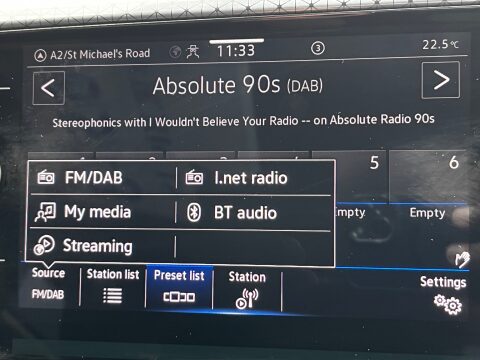 A2/St Michael's Road 11:33 3 22.5°C
Absolute 90s (DAB)
Stereophonics with I Wouldn't Believe Your Radio -- on Absolute Radio 90s
5 6
Empty
FM/DAB I.net radio
My media BT audio
Streaming
Source Station list Preset list Station Settings
FM/DAB